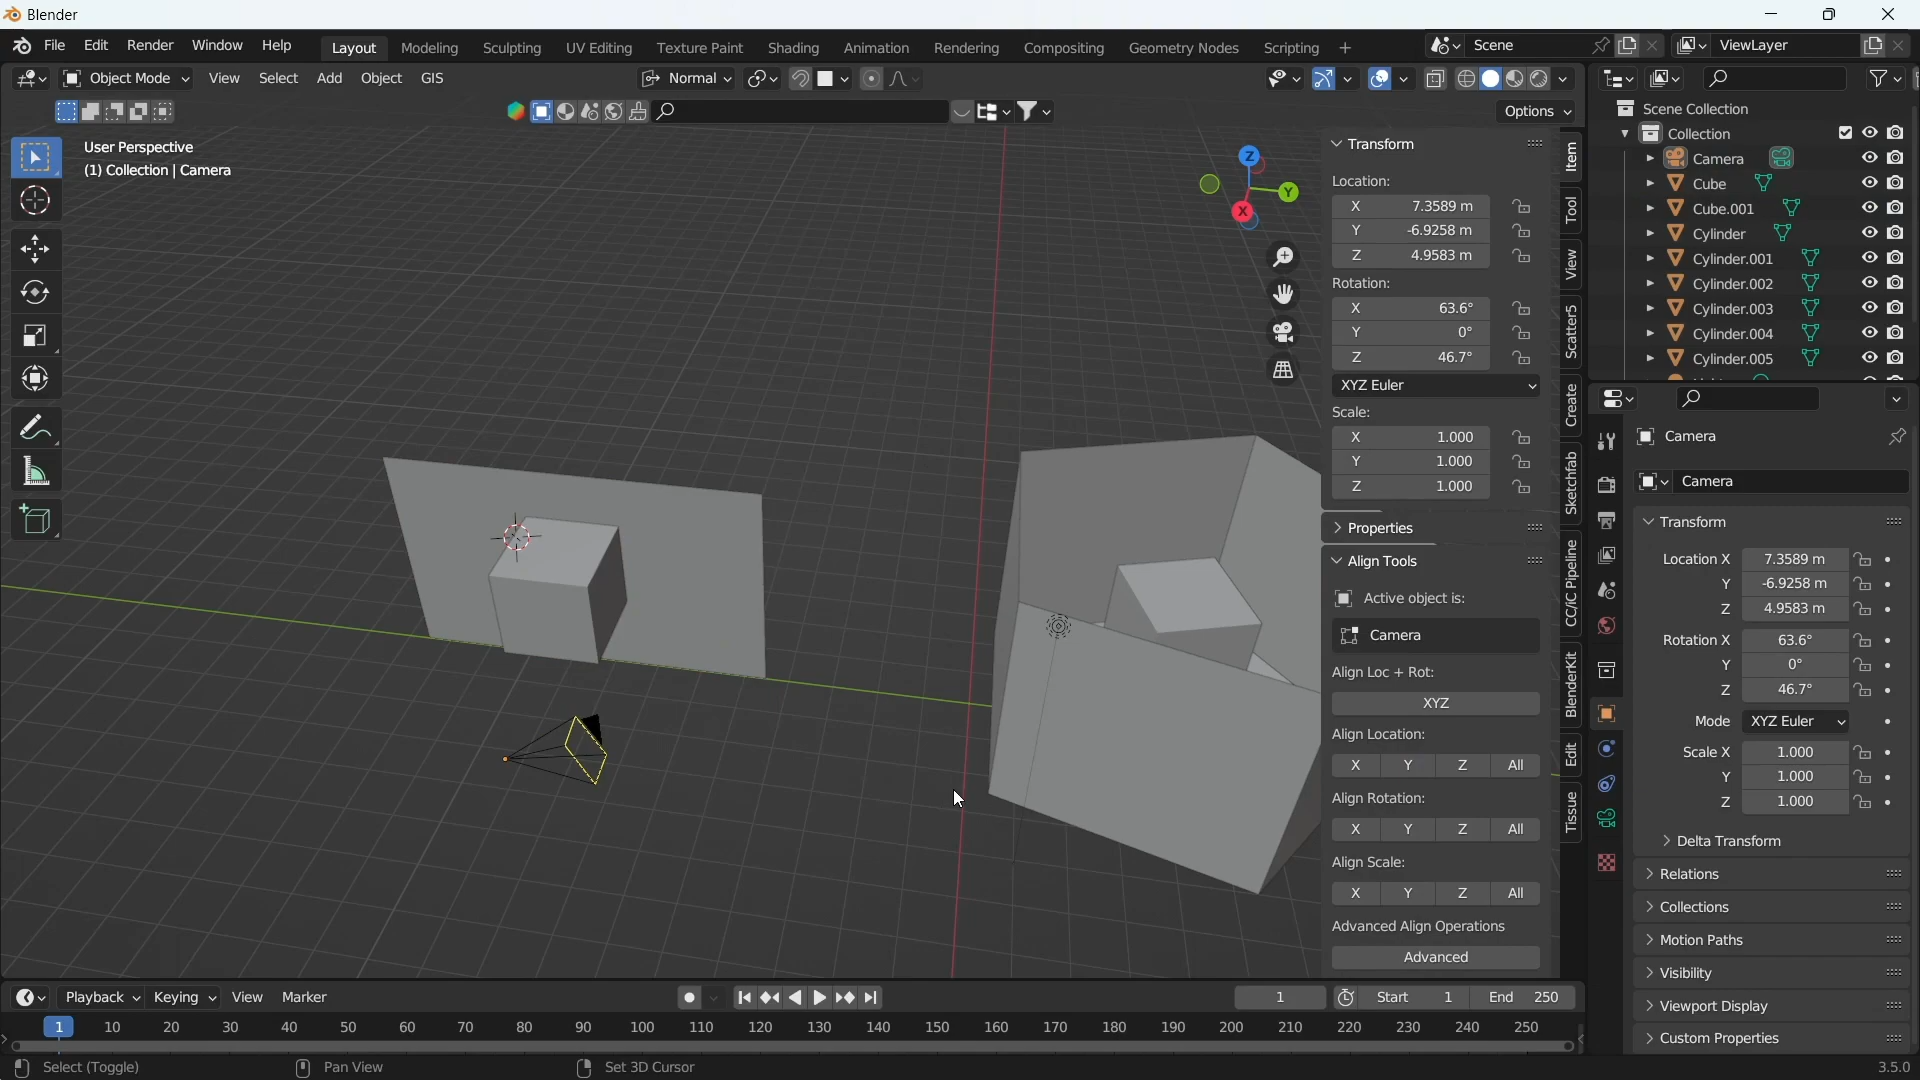 Blender
File Edit Render Window Help Layout Modeling Sculpting UV Editing Texture Paint Shading Animation Rendering Compositing Geometry Nodes Scripting + Scene ViewLayer
Object Mode View Select Add Object GIS Normal
Options
User Perspective
(1) Collection | Camera
Z
Y
X
Transform
Location:
X 7.3589 m
Y -6.9258 m
Z 4.9583 m
Rotation:
X 63.6°
Y 0°
Z 46.7°
XYZ Euler
Scale:
X 1.000
Y 1.000
Z 1.000
Properties
Align Tools
Active object is:
Camera
Align Loc + Rot:
XYZ
Align Location:
X Y Z All
Align Rotation:
X Y Z All
Align Scale:
X Y Z All
Advanced Align Operations
Advanced
Item
Tool
View
Scatter5
Create
Sketchfab
CC/iC Pipeline
BlenderKit
Edit
Tissue
Scene Collection
Collection
Camera
Cube
Cube.001
Cylinder
Cylinder.001
Cylinder.002
Cylinder.003
Cylinder.004
Cylinder.005
Camera
Camera
Transform
Location X 7.3589 m
Y -6.9258 m
Z 4.9583 m
Rotation X 63.6°
Y 0°
Z 46.7°
Mode XYZ Euler
Scale X 1.000
Y 1.000
Z 1.000
Delta Transform
Relations
Collections
Motion Paths
Visibility
Viewport Display
Custom Properties
Playback Keying View Marker 1 Start 1 End 250
1 10 20 30 40 50 60 70 80 90 100 110 120 130 140 150 160 170 180 190 200 210 220 230 240 250
Select (Toggle) Pan View Set 3D Cursor 3.5.0